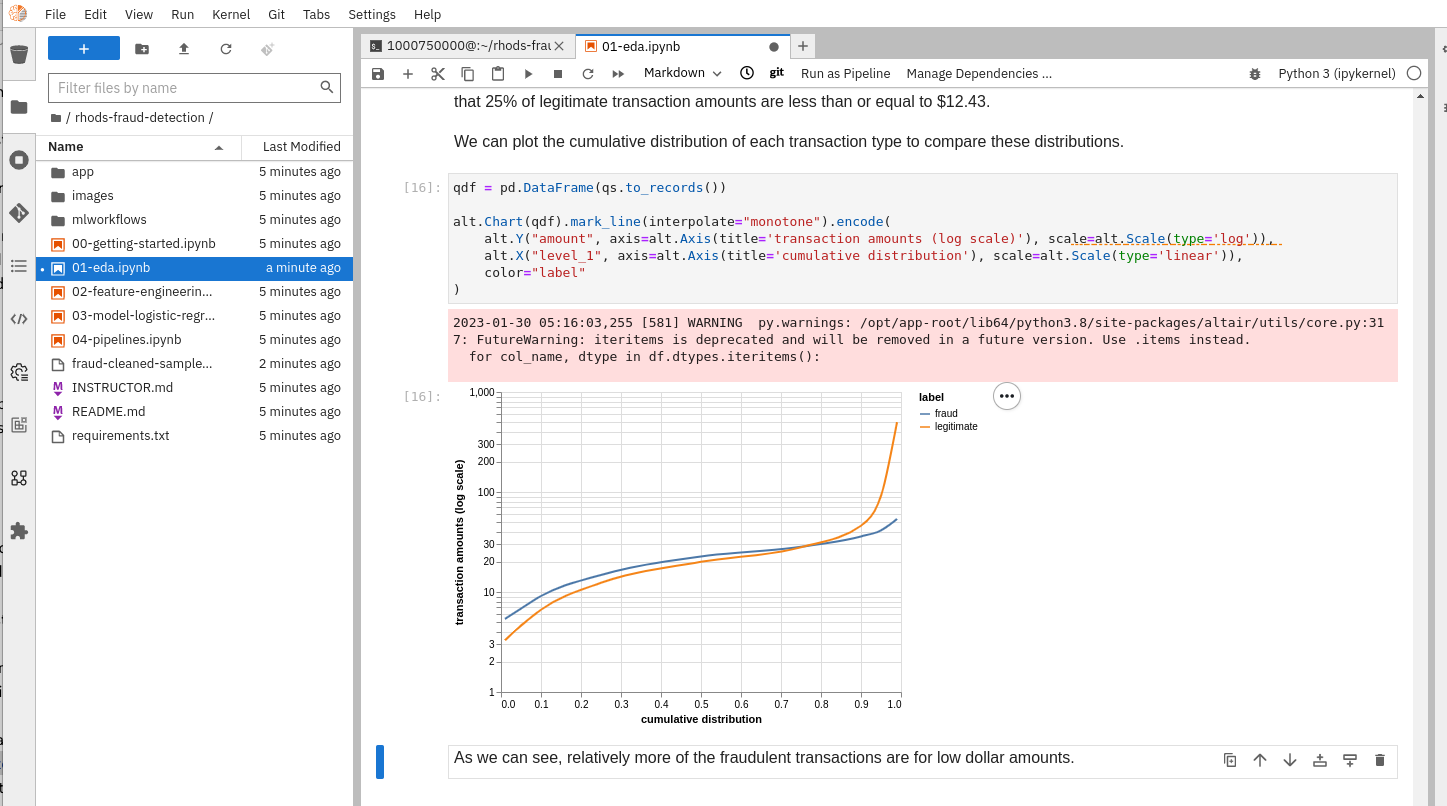 File Edit View Run Kernel Git Tabs Settings Help
+
Filter files by name
/ rhods-fraud-detection /
Name Last Modified
app 5 minutes ago
images 5 minutes ago
mlworkflows 5 minutes ago
00-getting-started.ipynb 5 minutes ago
01-eda.ipynb a minute ago
02-feature-engineerin... 5 minutes ago
03-model-logistic-regr... 5 minutes ago
04-pipelines.ipynb 5 minutes ago
fraud-cleaned-sample... 2 minutes ago
INSTRUCTOR.md 5 minutes ago
README.md 5 minutes ago
requirements.txt 5 minutes ago
1000750000@:~/rhods-frau 01-eda.ipynb
Markdown git Run as Pipeline Manage Dependencies ... Python 3 (ipykernel)
that 25% of legitimate transaction amounts are less than or equal to $12.43.
We can plot the cumulative distribution of each transaction type to compare these distributions.
[16]: qdf = pd.DataFrame(qs.to_records())
alt.Chart(qdf).mark_line(interpolate="monotone").encode(
alt.Y("amount", axis=alt.Axis(title='transaction amounts (log scale)'), scale=alt.Scale(type='log')),
alt.X("level_1", axis=alt.Axis(title='cumulative distribution'), scale=alt.Scale(type='linear')),
color="label"
)
2023-01-30 05:16:03,255 [581] WARNING  py.warnings: /opt/app-root/lib64/python3.8/site-packages/altair/utils/core.py:31
7: FutureWarning: iteritems is deprecated and will be removed in a future version. Use .items instead.
for col_name, dtype in df.dtypes.iteritems():
[16]:
1,000
300
200
100
30
20
10
3
2
1
transaction amounts (log scale)
0.0 0.1 0.2 0.3 0.4 0.5 0.6 0.7 0.8 0.9 1.0
cumulative distribution
label
fraud
legitimate
As we can see, relatively more of the fraudulent transactions are for low dollar amounts.